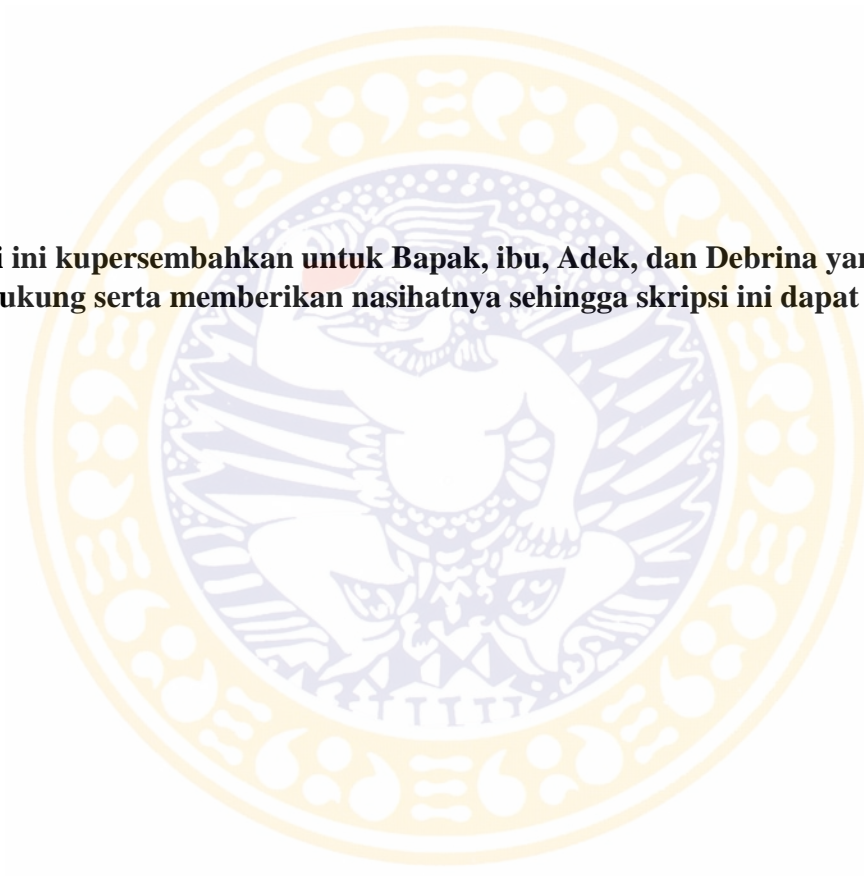 i ini kupersembahkan untuk Bapak, ibu, Adek, dan Debrina yan
ukung serta memberikan nasihatnya sehingga skripsi ini dapat